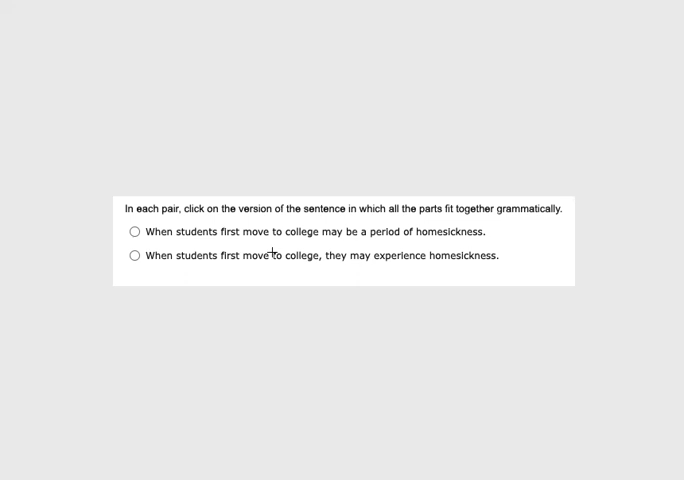 In each pair, click on the version of the sentence in which all the parts fit together grammatically.
When students first move to college may be a period of homesickness.
When students first move to college, they may experience homesickness.